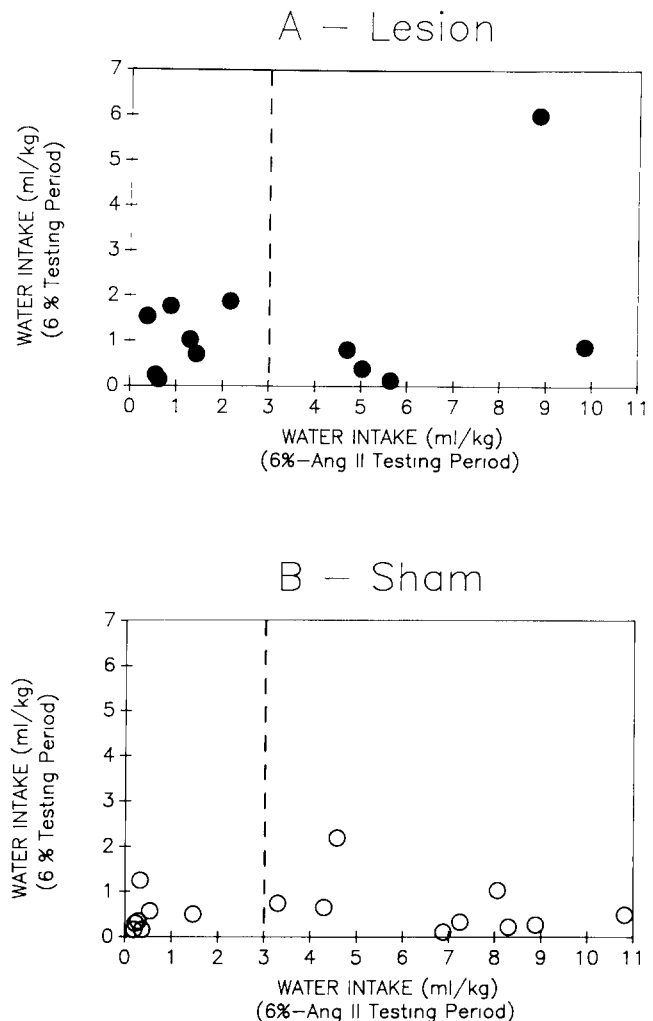 A - Lesion
7
6
5
4
3
2
1
0
WATER INTAKE (ml/kg)
(6 % Testing Period)
0 1 2 3 4 5 6 7 8 9 10 11
WATER INTAKE (ml/kg)
(6%-Ang II Testing Period)
B - Sham
7
6
5
4
3
2
1
0
WATER INTAKE (ml/kg)
(6 % Testing Period)
0 1 2 3 4 5 6 7 8 9 10 11
WATER INTAKE (ml/kg)
(6%-Ang II Testing Period)